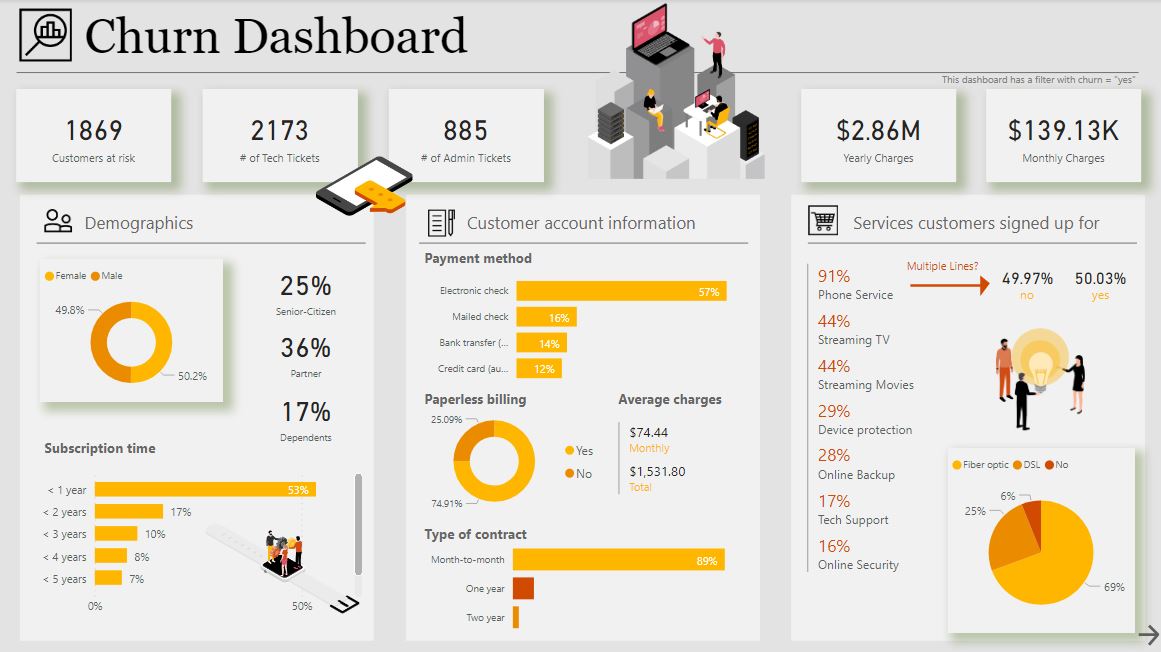 Churn Dashboard
This dashboard has a filter with churn = "yes"
1869
Customers at risk
2173
# of Tech Tickets
885
# of Admin Tickets
$2.86M
Yearly Charges
$139.13K
Monthly Charges
Demographics
Female Male
49.8%
50.2%
25%
Senior-Citizen
36%
Partner
17%
Dependents
Subscription time
< 1 year 53%
< 2 years 17%
< 3 years 10%
< 4 years 8%
< 5 years 7%
0% 50%
Customer account information
Payment method
Electronic check 57%
Mailed check 16%
Bank transfer (... 14%
Credit card (au... 12%
Paperless billing
25.09%
74.91%
Yes
No
Average charges
$74.44
Monthly
$1,531.80
Total
Type of contract
Month-to-month 89%
One year
Two year
Services customers signed up for
91%
Phone Service
Multiple Lines?
49.97%
no
50.03%
yes
44%
Streaming TV
44%
Streaming Movies
29%
Device protection
28%
Online Backup
17%
Tech Support
16%
Online Security
Fiber optic DSL No
6%
25%
69%